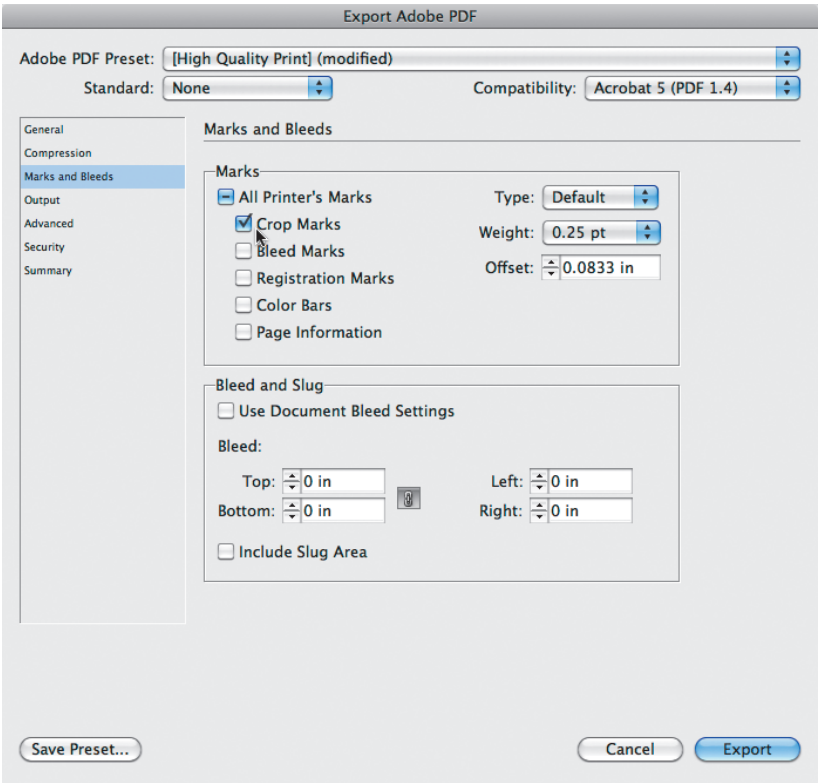 Export Adobe PDF
Adobe PDF Preset: [High Quality Print] (modified)
Standard: None Compatibility: Acrobat 5 (PDF 1.4)
General
Compression
Marks and Bleeds
Output
Advanced
Security
Summary
Marks and Bleeds
Marks
All Printer's Marks
Crop Marks
Bleed Marks
Registration Marks
Color Bars
Page Information
Type: Default
Weight: 0.25 pt
Offset: 0.0833 in
Bleed and Slug
Use Document Bleed Settings
Bleed:
Top: 0 in Left: 0 in
Bottom: 0 in Right: 0 in
Include Slug Area
Save Preset... Cancel Export